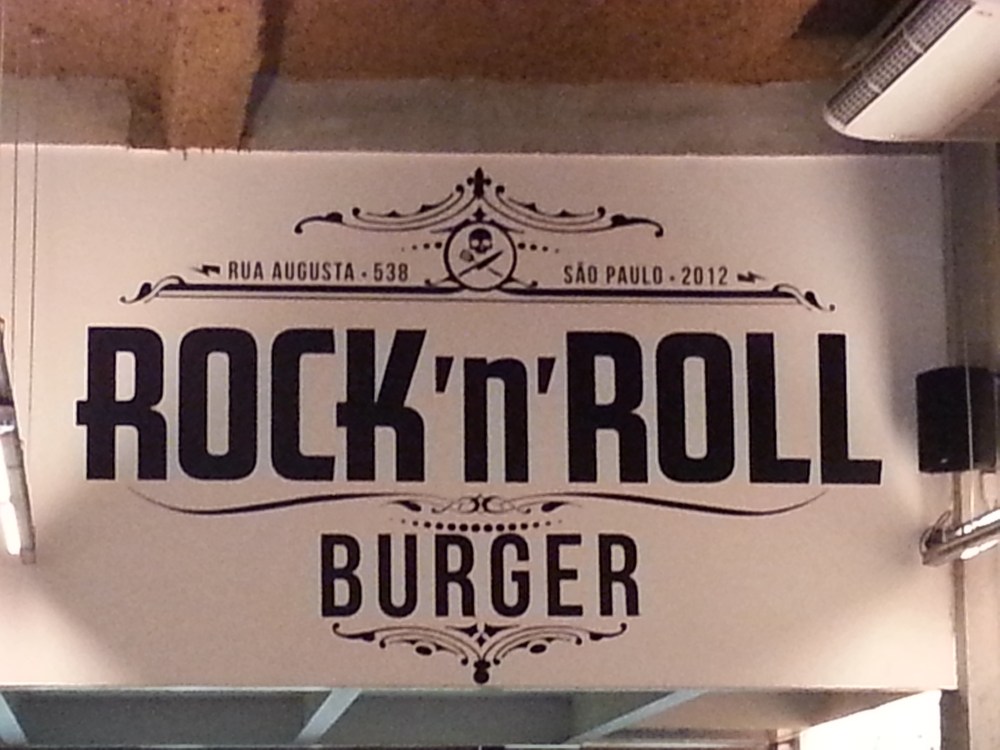 RUA AUGUSTA • 538 SÃO PAULO • 2012
ROCK'n'ROLL
BURGER